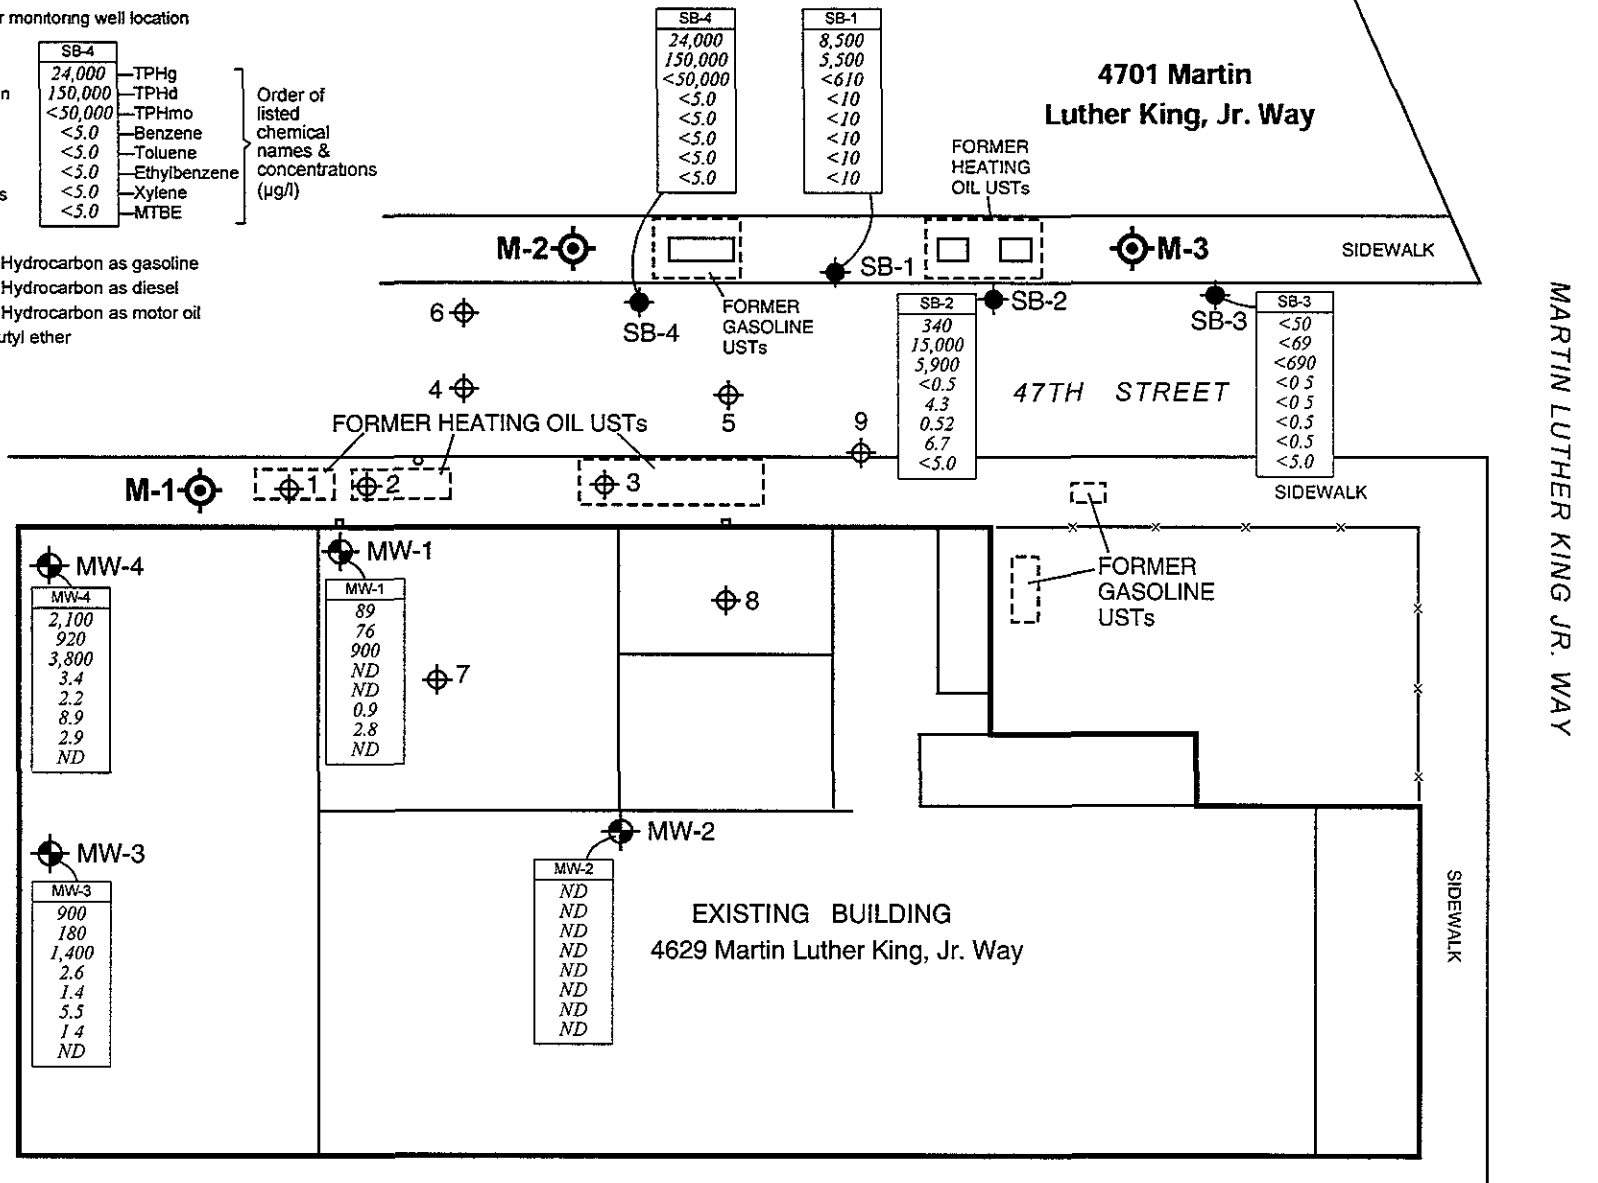 r monitoring well location
SB-4
24,000 TPHg
150,000 TPHd
<50,000 TPHmo
<5.0 Benzene
<5.0 Toluene
<5.0 Ethylbenzene
<5.0 Xylene
<5.0 MTBE
n
s
Order of
listed
chemical
names &
concentrations
(µg/l)
Hydrocarbon as gasoline
Hydrocarbon as diesel
Hydrocarbon as motor oil
utyl ether
SB-4
24,000
150,000
<50,000
<5.0
<5.0
<5.0
<5.0
<5.0
SB-1
8,500
5,500
<610
<10
<10
<10
<10
<10
4701 Martin
Luther King, Jr. Way
FORMER
HEATING
OIL USTs
M-2
SB-1
M-3
SIDEWALK
6
SB-4
FORMER
GASOLINE
USTs
SB-2
SB-2
340
15,000
5,900
<0.5
4.3
0.52
6.7
<5.0
SB-3
SB-3
<50
<69
<690
<0 5
<0 5
<0.5
<0.5
<5.0
47TH STREET
MARTIN LUTHER KING JR. WAY
4
5
9
FORMER HEATING OIL USTs
M-1
1
2
3
SIDEWALK
FORMER
GASOLINE
USTs
MW-4
MW-4
2,100
920
3,800
3.4
2.2
8.9
2.9
ND
MW-1
MW-1
89
76
900
ND
ND
0.9
2.8
ND
8
7
MW-3
MW-3
900
180
1,400
2.6
1.4
5.5
1 4
ND
MW-2
MW-2
ND
ND
ND
ND
ND
ND
ND
ND
EXISTING BUILDING
4629 Martin Luther King, Jr. Way
SIDEWALK